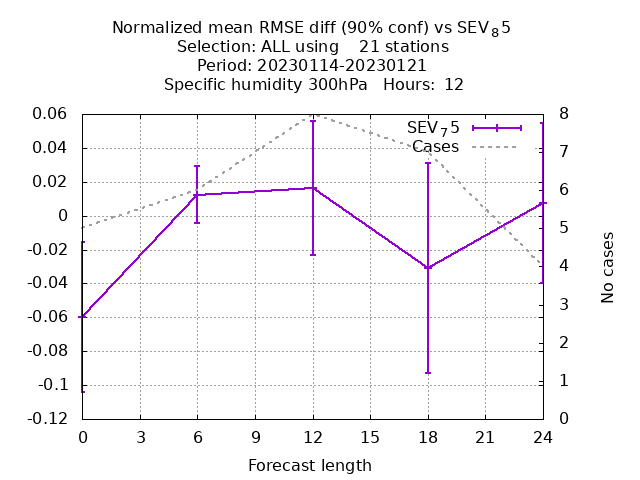 Normalized mean RMSE diff (90% conf) vs SEV₈5
Selection: ALL using    21 stations
Period: 20230114-20230121
Specific humidity 300hPa   Hours:  12
SEV₇5
Cases
0.06
0.04
0.02
0
-0.02
-0.04
-0.06
-0.08
-0.1
-0.12
8
7
6
5
4
3
2
1
0
No cases
0 3 6 9 12 15 18 21 24
Forecast length